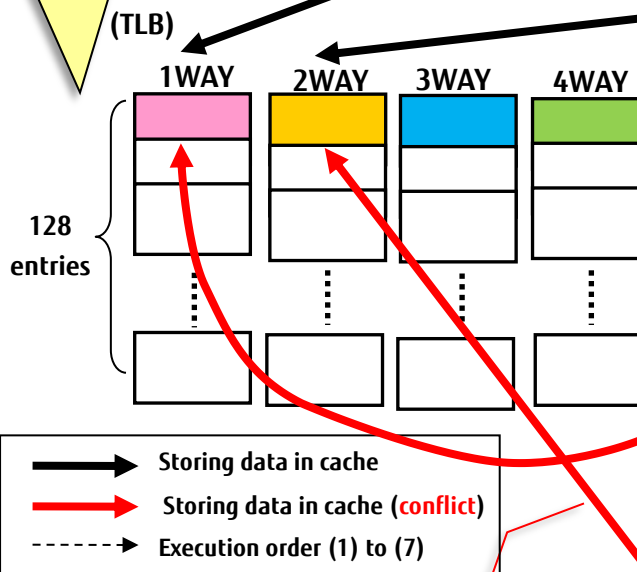 (TLB)
1WAY 2WAY 3WAY 4WAY
128
entries
Storing data in cache
Storing data in cache (conflict)
Execution order (1) to (7)